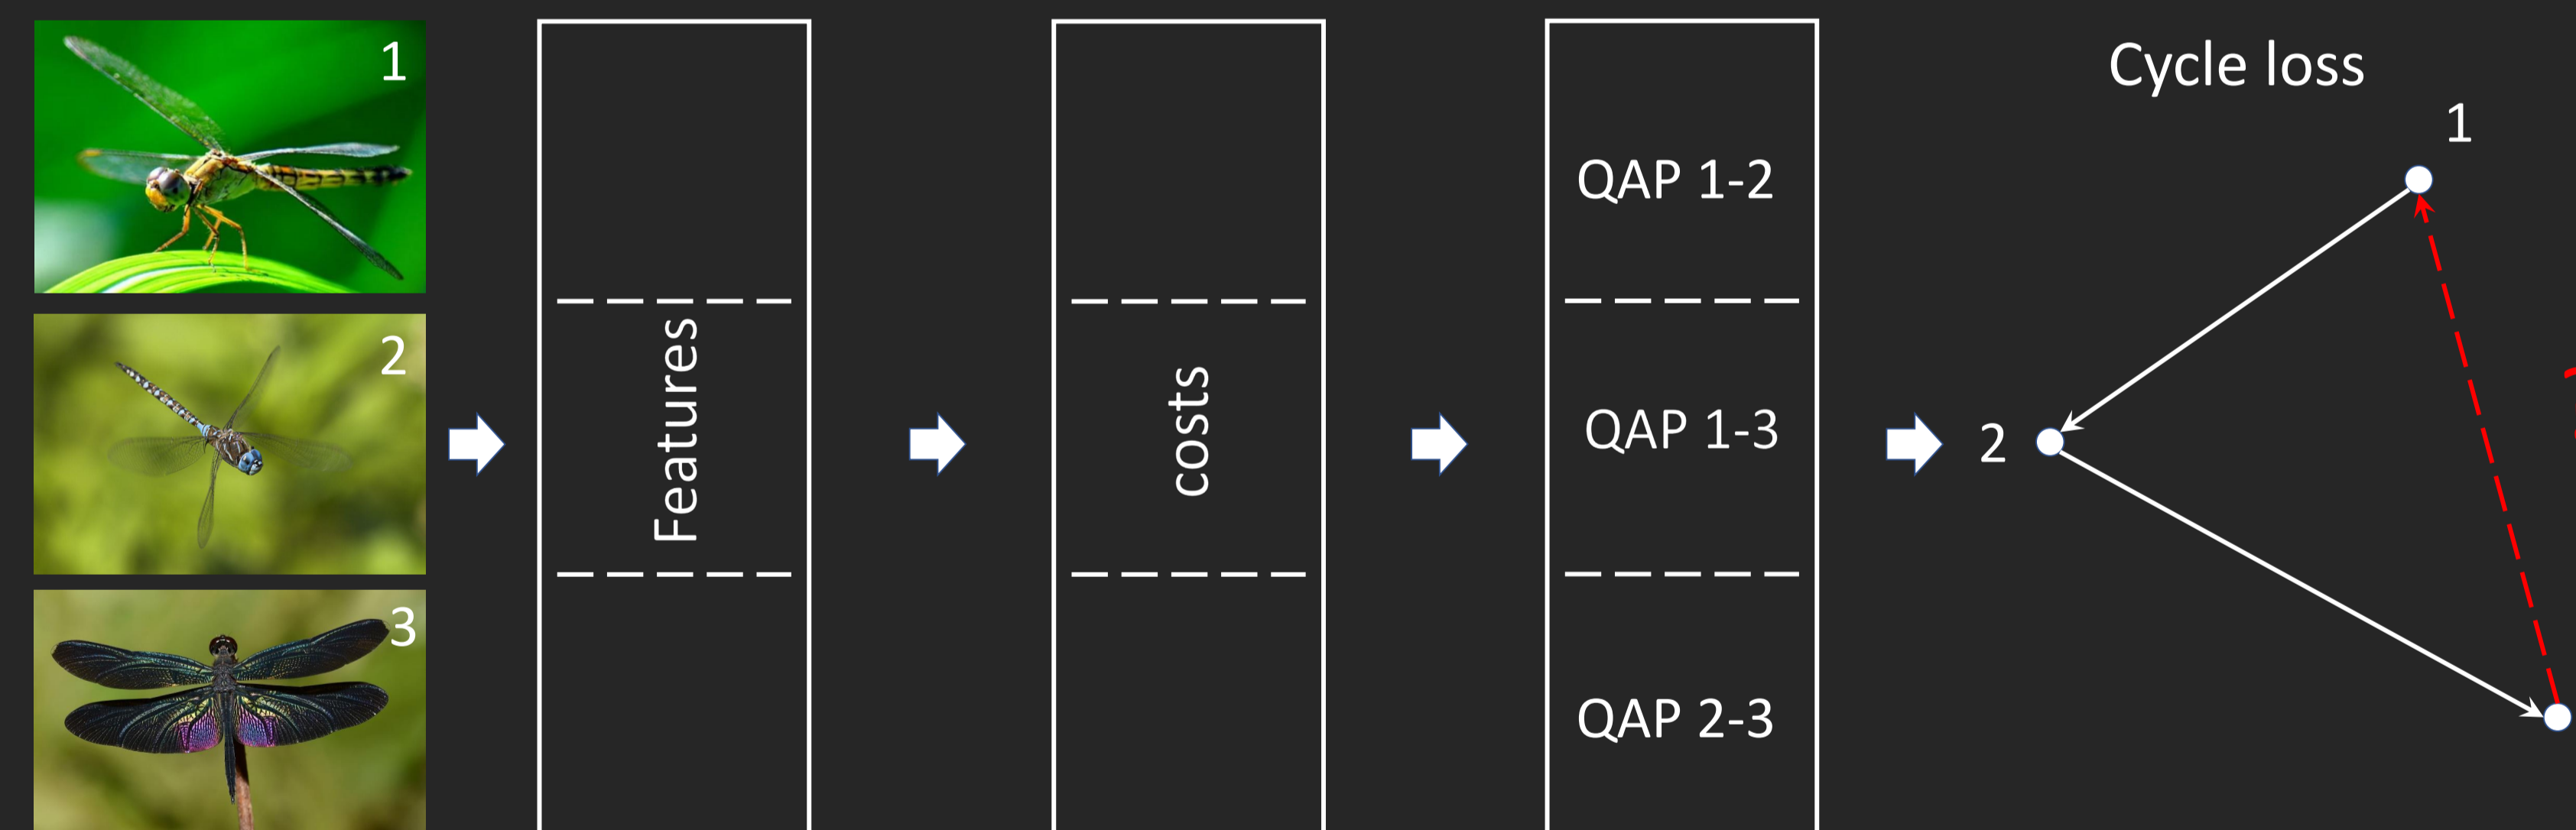 1
2
3
Features
costs
QAP 1-2
QAP 1-3
QAP 2-3
Cycle loss
1
2